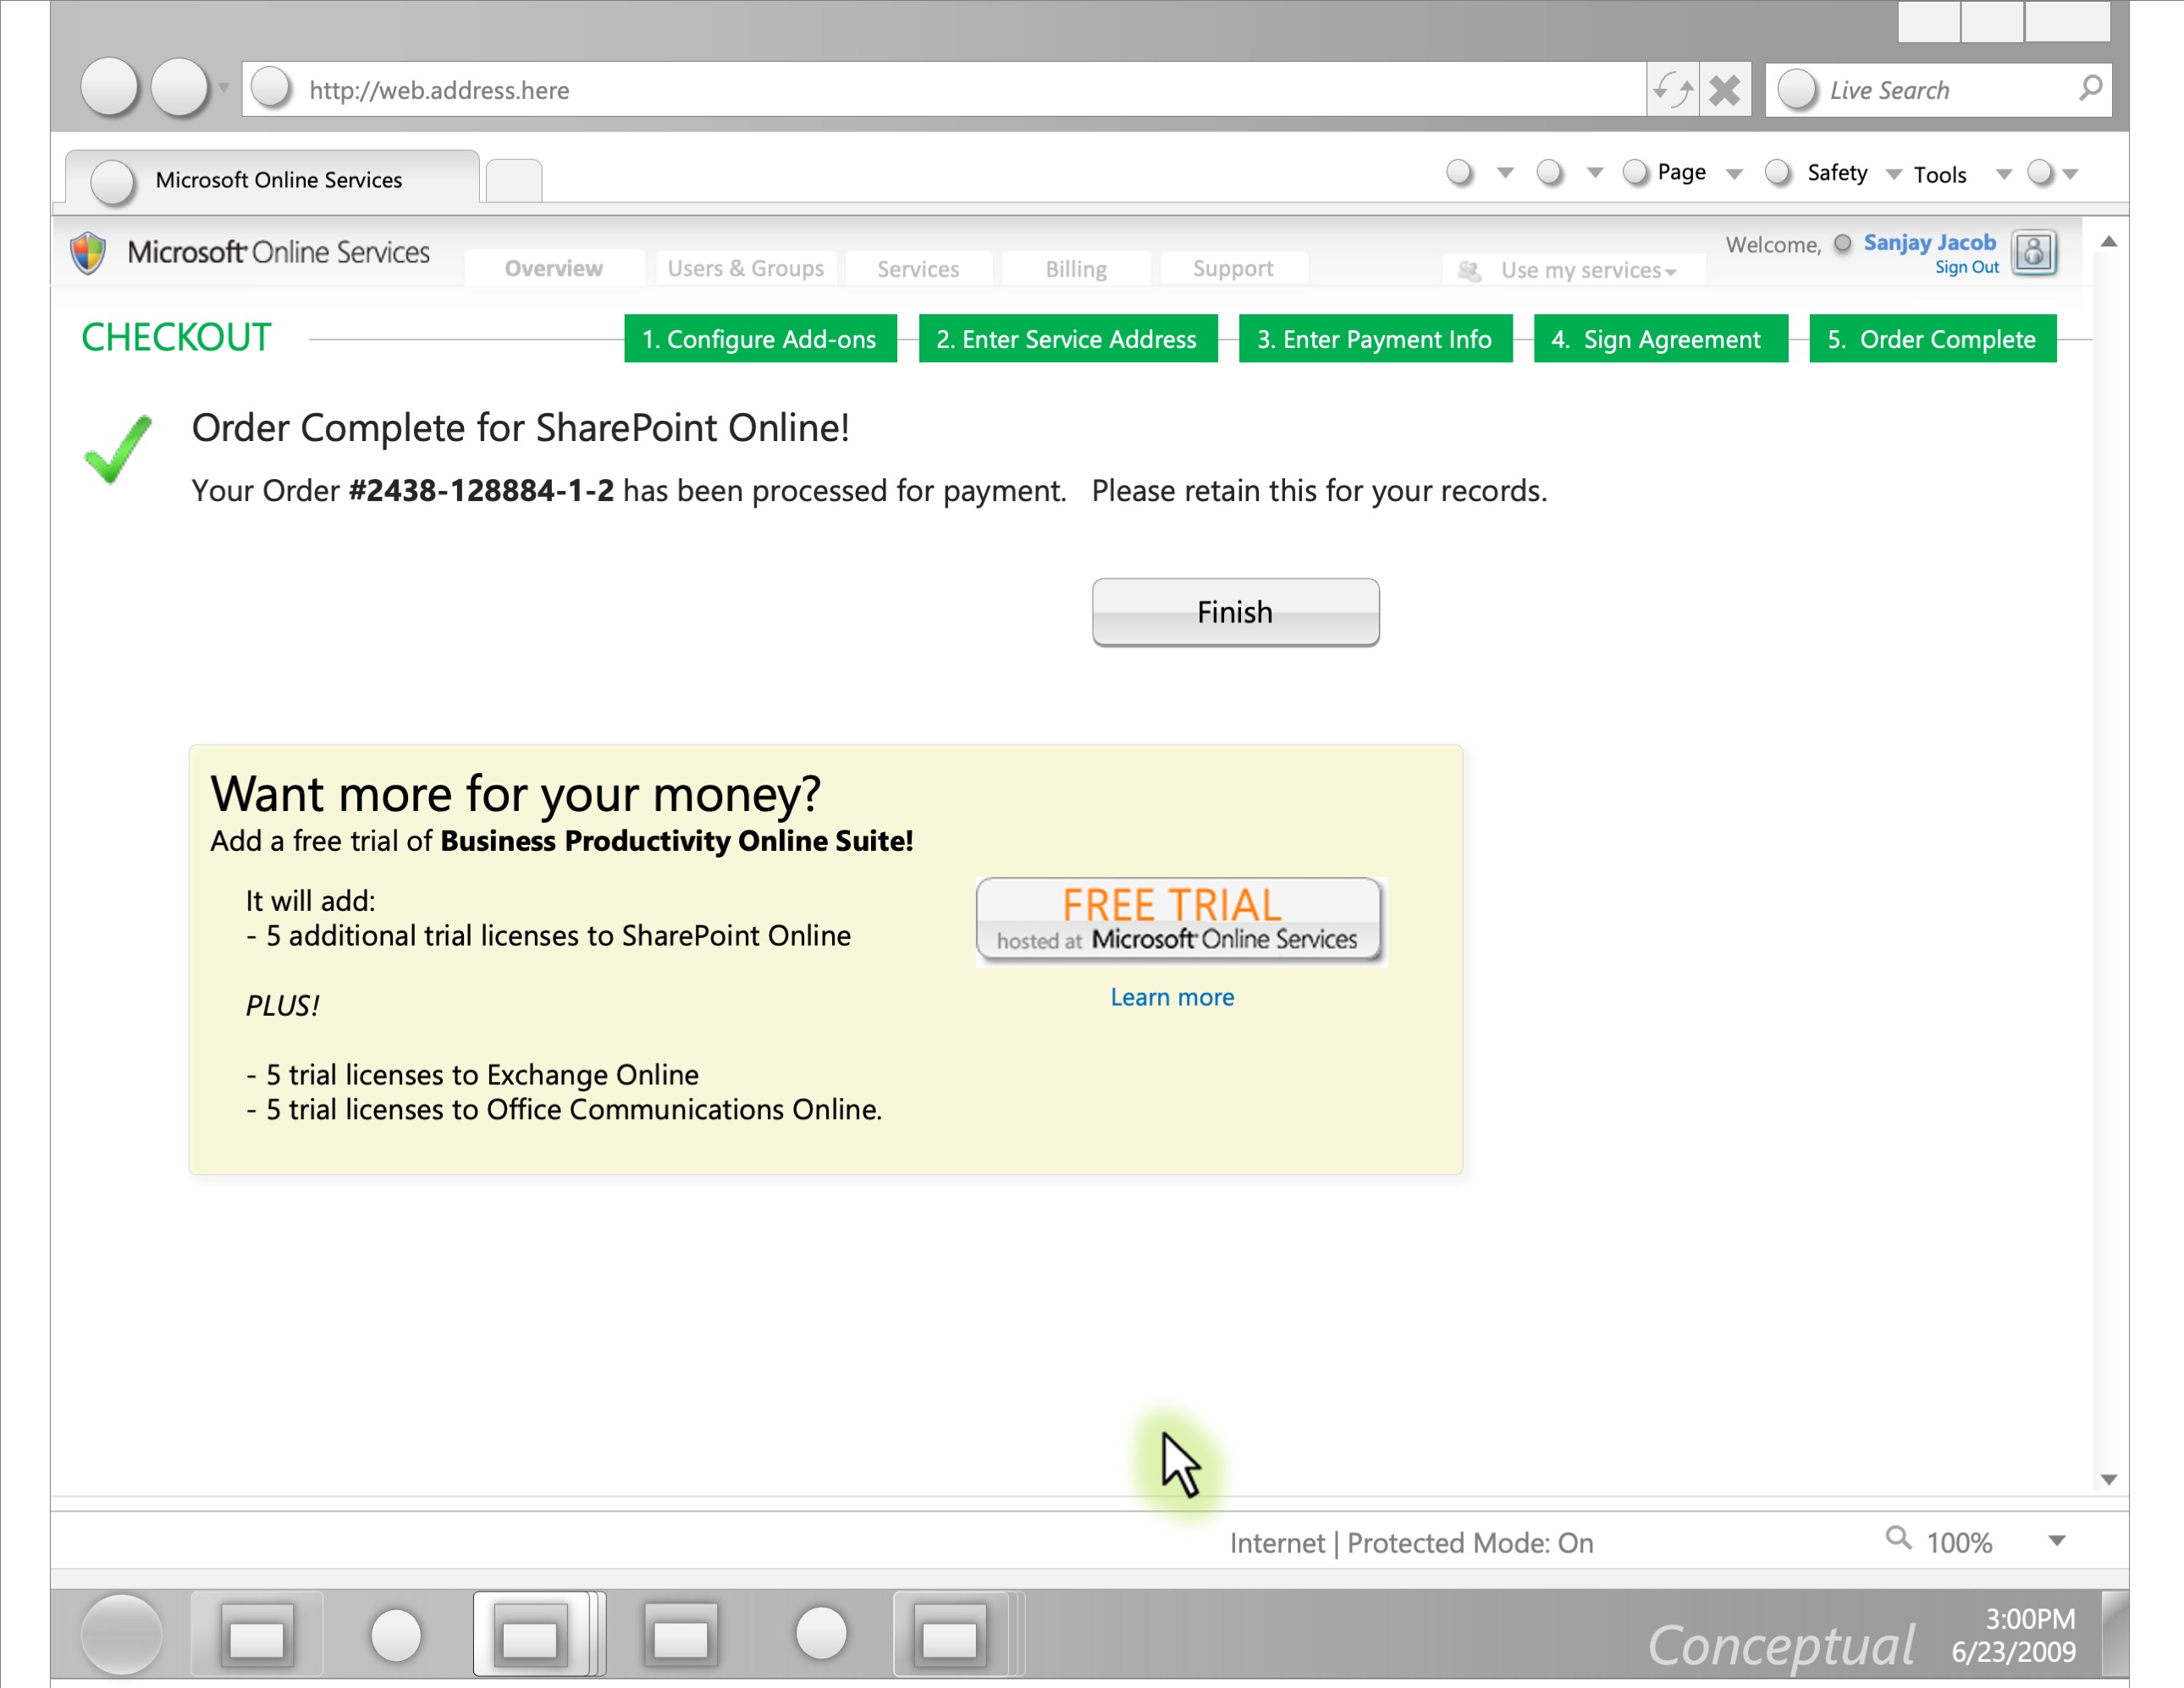 http://web.address.here
Live Search
Microsoft Online Services
Page
Safety
Tools
Microsoft Online Services
Overview
Users & Groups
Services
Billing
Support
Use my services
Welcome, Sanjay Jacob
Sign Out
CHECKOUT
1. Configure Add-ons
2. Enter Service Address
3. Enter Payment Info
4. Sign Agreement
5. Order Complete
Order Complete for SharePoint Online!
Your Order #2438-128884-1-2 has been processed for payment. Please retain this for your records.
Finish
Want more for your money?
Add a free trial of Business Productivity Online Suite!
It will add:
- 5 additional trial licenses to SharePoint Online
PLUS!
- 5 trial licenses to Exchange Online
- 5 trial licenses to Office Communications Online.
FREE TRIAL
hosted at Microsoft Online Services
Learn more
Internet | Protected Mode: On
100%
Conceptual
3:00PM
6/23/2009